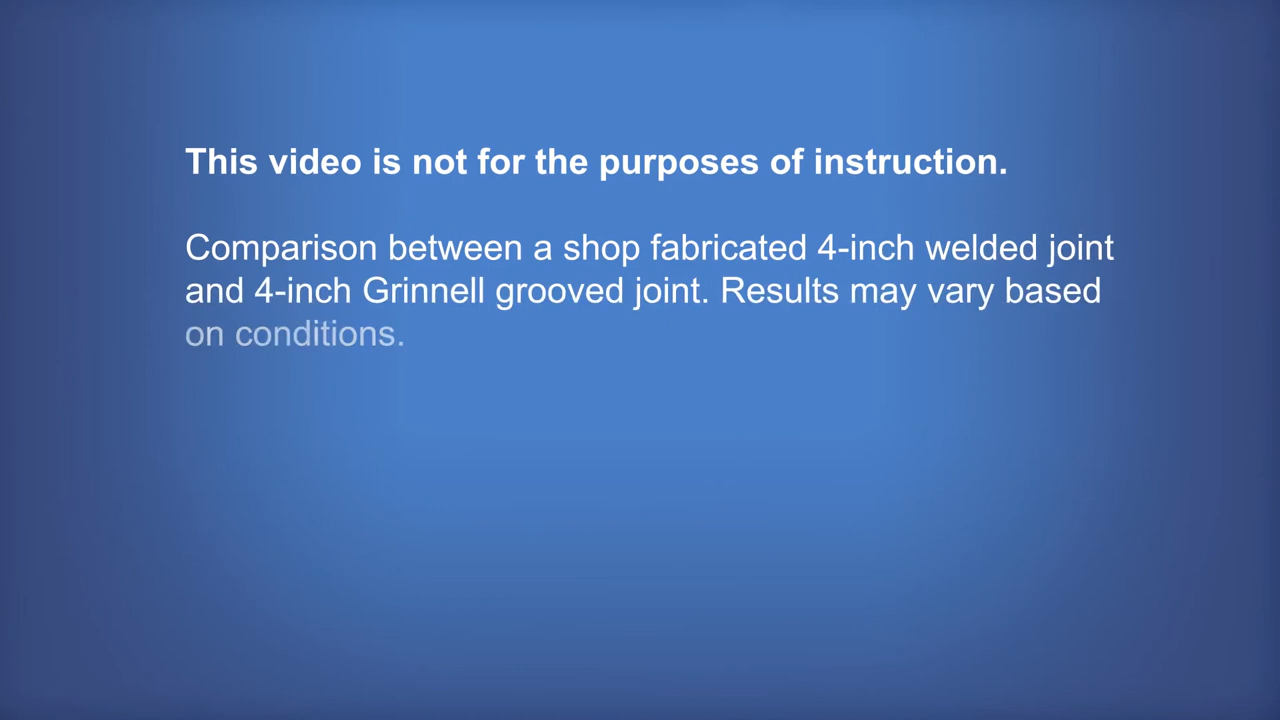 This video is not for the purposes of instruction.
Comparison between a shop fabricated 4-inch welded joint
and 4-inch Grinnell grooved joint. Results may vary based
on conditions.